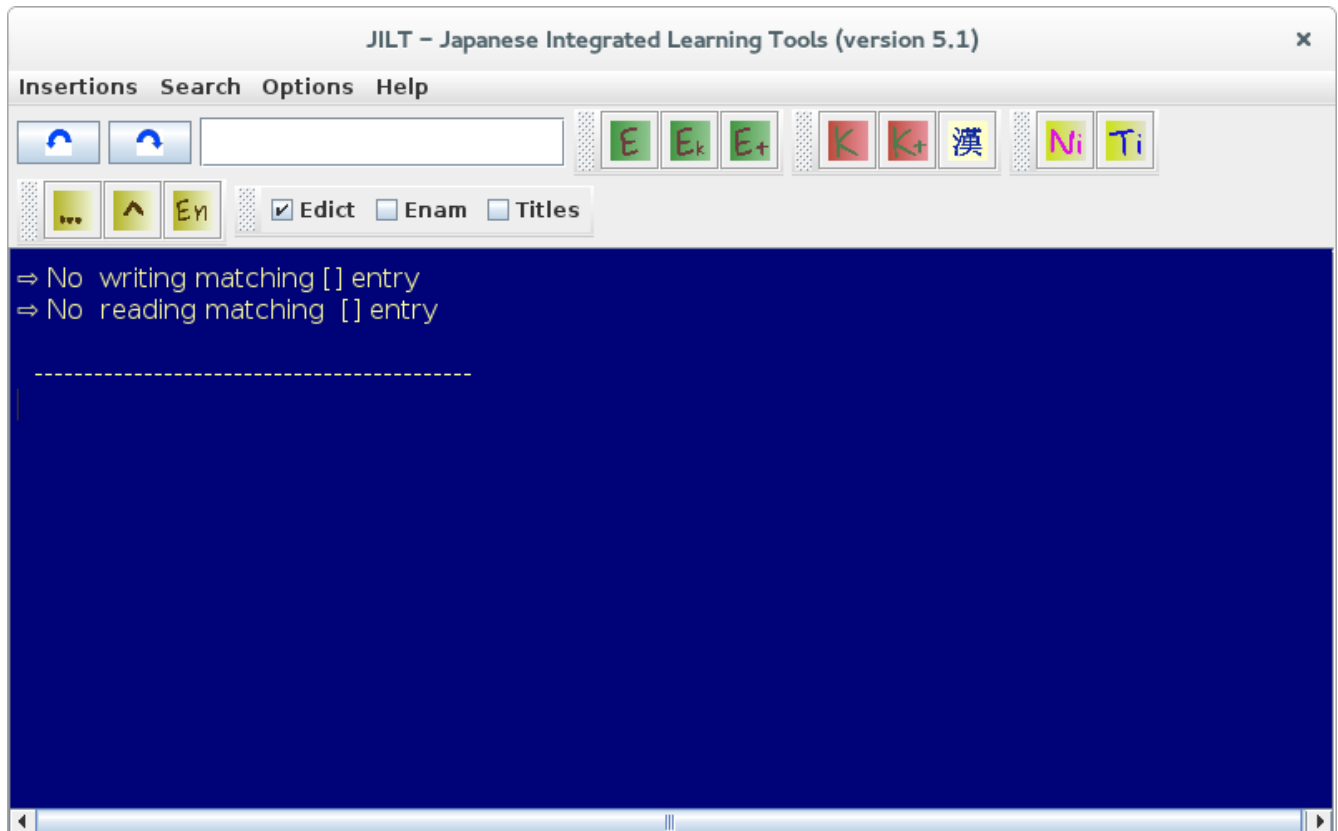 JILT – Japanese Integrated Learning Tools (version 5.1)
Insertions Search Options Help
E Ek E+ K K+ 漢 Ni Ti
... ^ En Edict Enam Titles
⇒ No writing matching [] entry
⇒ No reading matching [] entry
--------------------------------------------